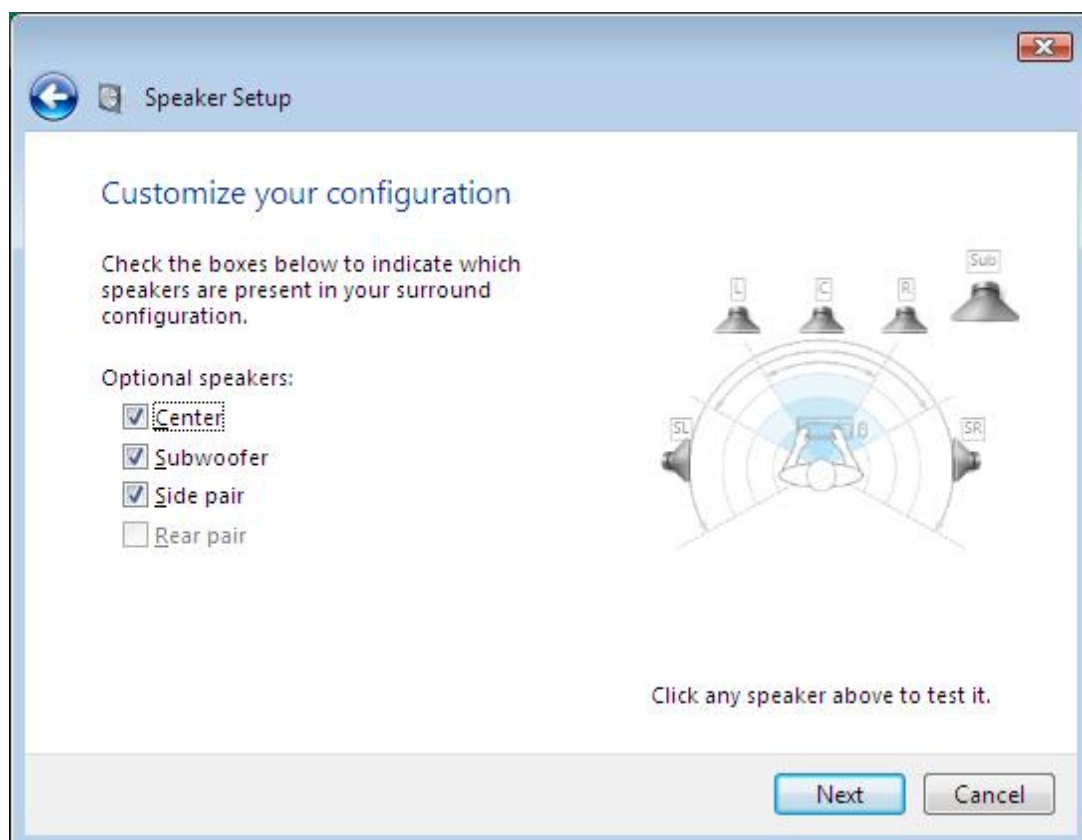 Speaker Setup
Customize your configuration
Check the boxes below to indicate which
speakers are present in your surround
configuration.
Optional speakers:
Center
Subwoofer
Side pair
Rear pair
L
C
R
Sub
SL
SR
Click any speaker above to test it.
Next
Cancel